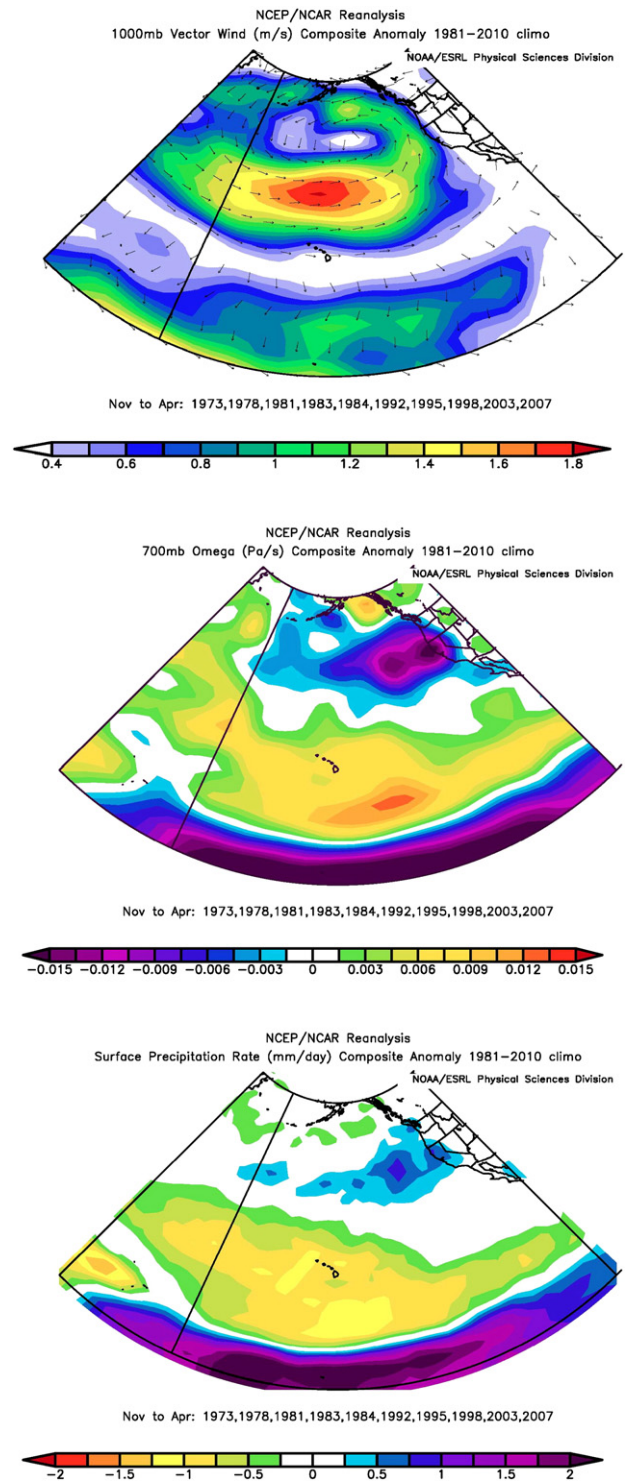 NCEP/NCAR Reanalysis
1000mb Vector Wind (m/s) Composite Anomaly 1981−2010 climo
NOAA/ESRL Physical Sciences Division
Nov to Apr: 1973,1978,1981,1983,1984,1992,1995,1998,2003,2007
0.4 0.6 0.8 1 1.2 1.4 1.6 1.8
NCEP/NCAR Reanalysis
700mb Omega (Pa/s) Composite Anomaly 1981−2010 climo
NOAA/ESRL Physical Sciences Division
Nov to Apr: 1973,1978,1981,1983,1984,1992,1995,1998,2003,2007
−0.015 −0.012 −0.009 −0.006 −0.003 0 0.003 0.006 0.009 0.012 0.015
NCEP/NCAR Reanalysis
Surface Precipitation Rate (mm/day) Composite Anomaly 1981−2010 climo
NOAA/ESRL Physical Sciences Division
Nov to Apr: 1973,1978,1981,1983,1984,1992,1995,1998,2003,2007
−2 −1.5 −1 −0.5 0 0.5 1 1.5 2